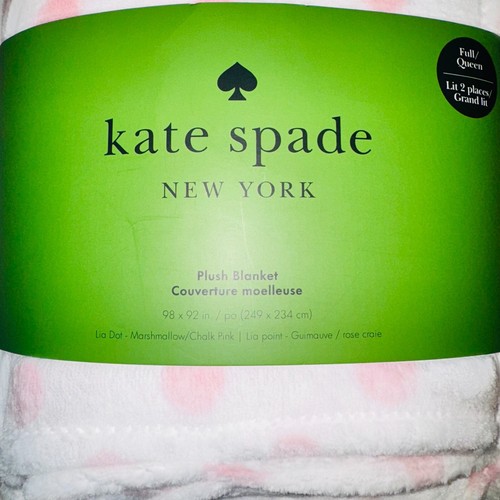 Full/
Queen
Lit 2 places/
Grand lit
kate spade
NEW YORK
Plush Blanket
Couverture moelleuse
98 x 92 in. / po (249 x 234 cm)
Lia Dot - Marshmallow/Chalk Pink | Lia point - Guimauve / rose craie